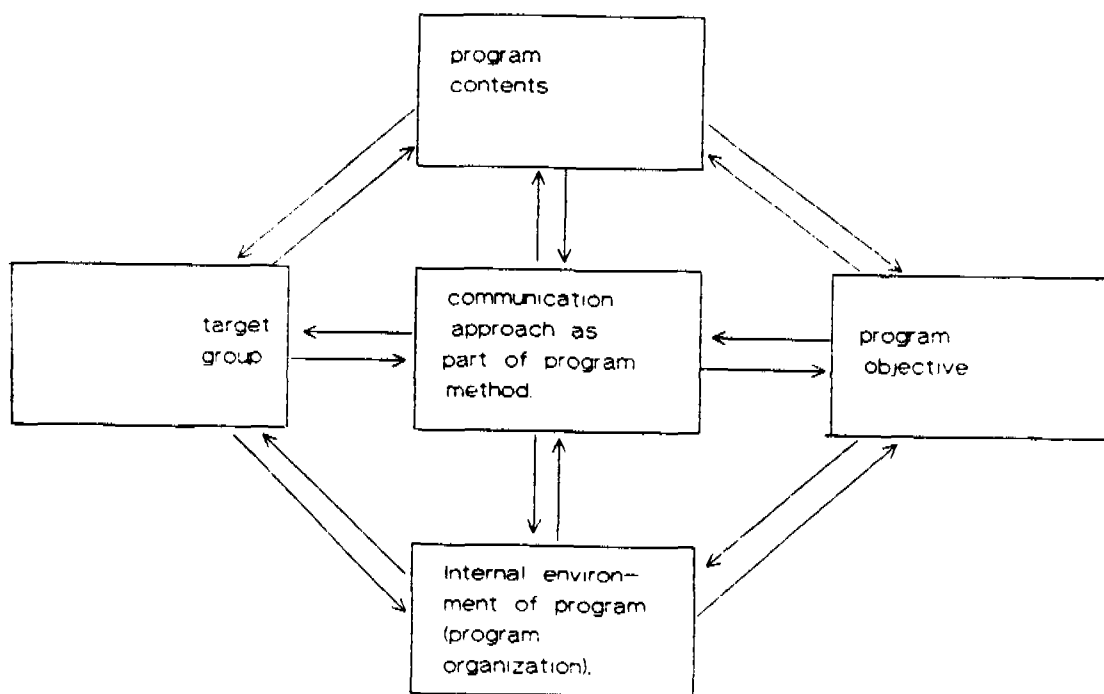 program
contents
target
group
communication
approach as
part of program
method.
program
objective
Internal environ-
ment of program
(program
organization).